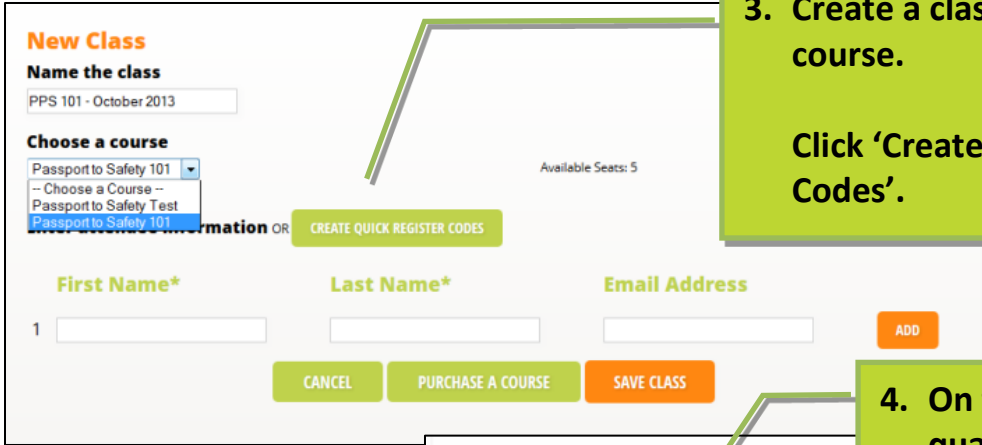 New Class
Name the class
PPS 101 - October 2013
Choose a course
Passport to Safety 101
Available Seats: 5
-- Choose a Course --
Passport to Safety Test
Passport to Safety 101
information OR CREATE QUICK REGISTER CODES
First Name* Last Name* Email Address
1 ADD
CANCEL PURCHASE A COURSE SAVE CLASS
3. Create a clas
course.
Click ‘Create
Codes’.
4. On